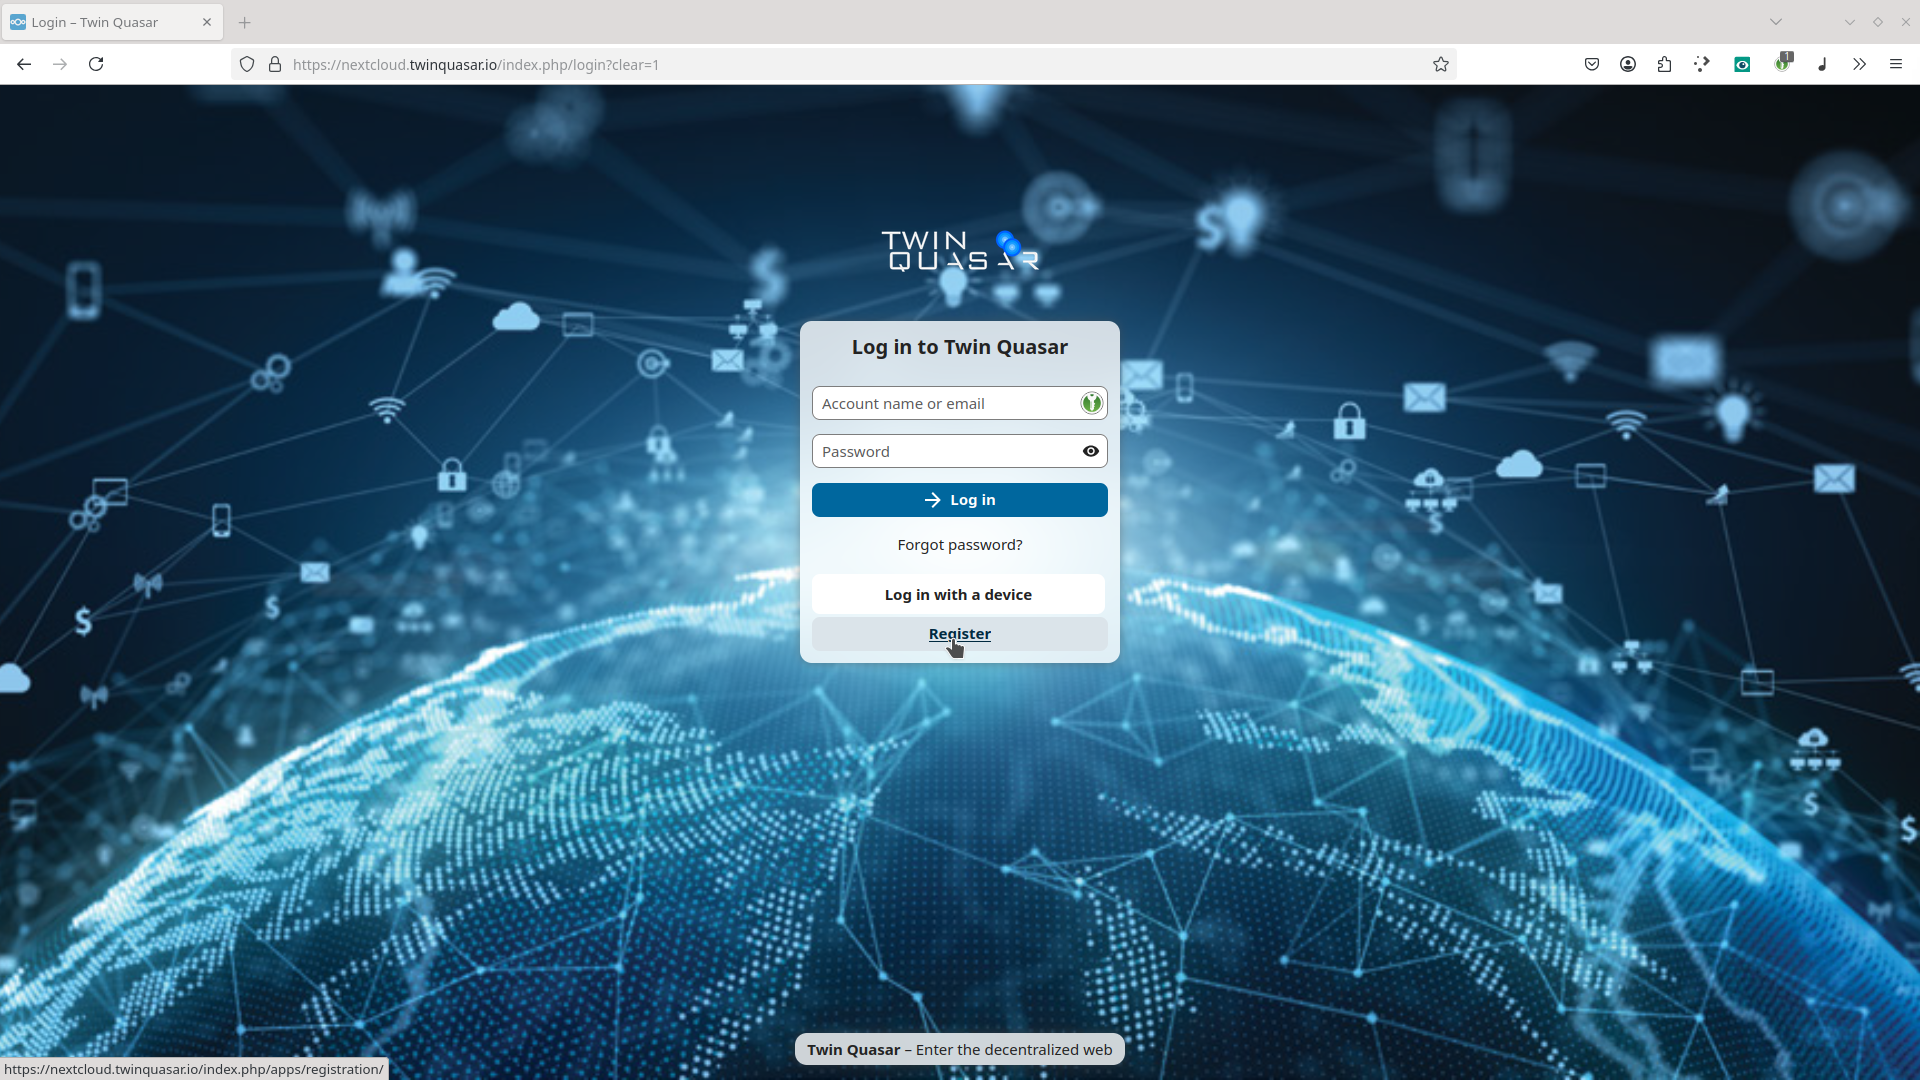 Login – Twin Quasar
https://nextcloud.twinquasar.io/index.php/login?clear=1
1
TWIN
QUASAR
Log in to Twin Quasar
Account name or email
Password
Log in
Forgot password?
Log in with a device
Register
Twin Quasar – Enter the decentralized web
https://nextcloud.twinquasar.io/index.php/apps/registration/